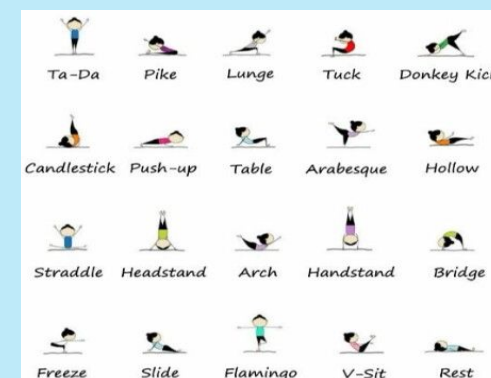 Ta-Da Pike Lunge Tuck Donkey Kick
Candlestick Push-up Table Arabesque Hollow
Straddle Headstand Arch Handstand Bridge
Freeze Slide Flamingo V-Sit Rest